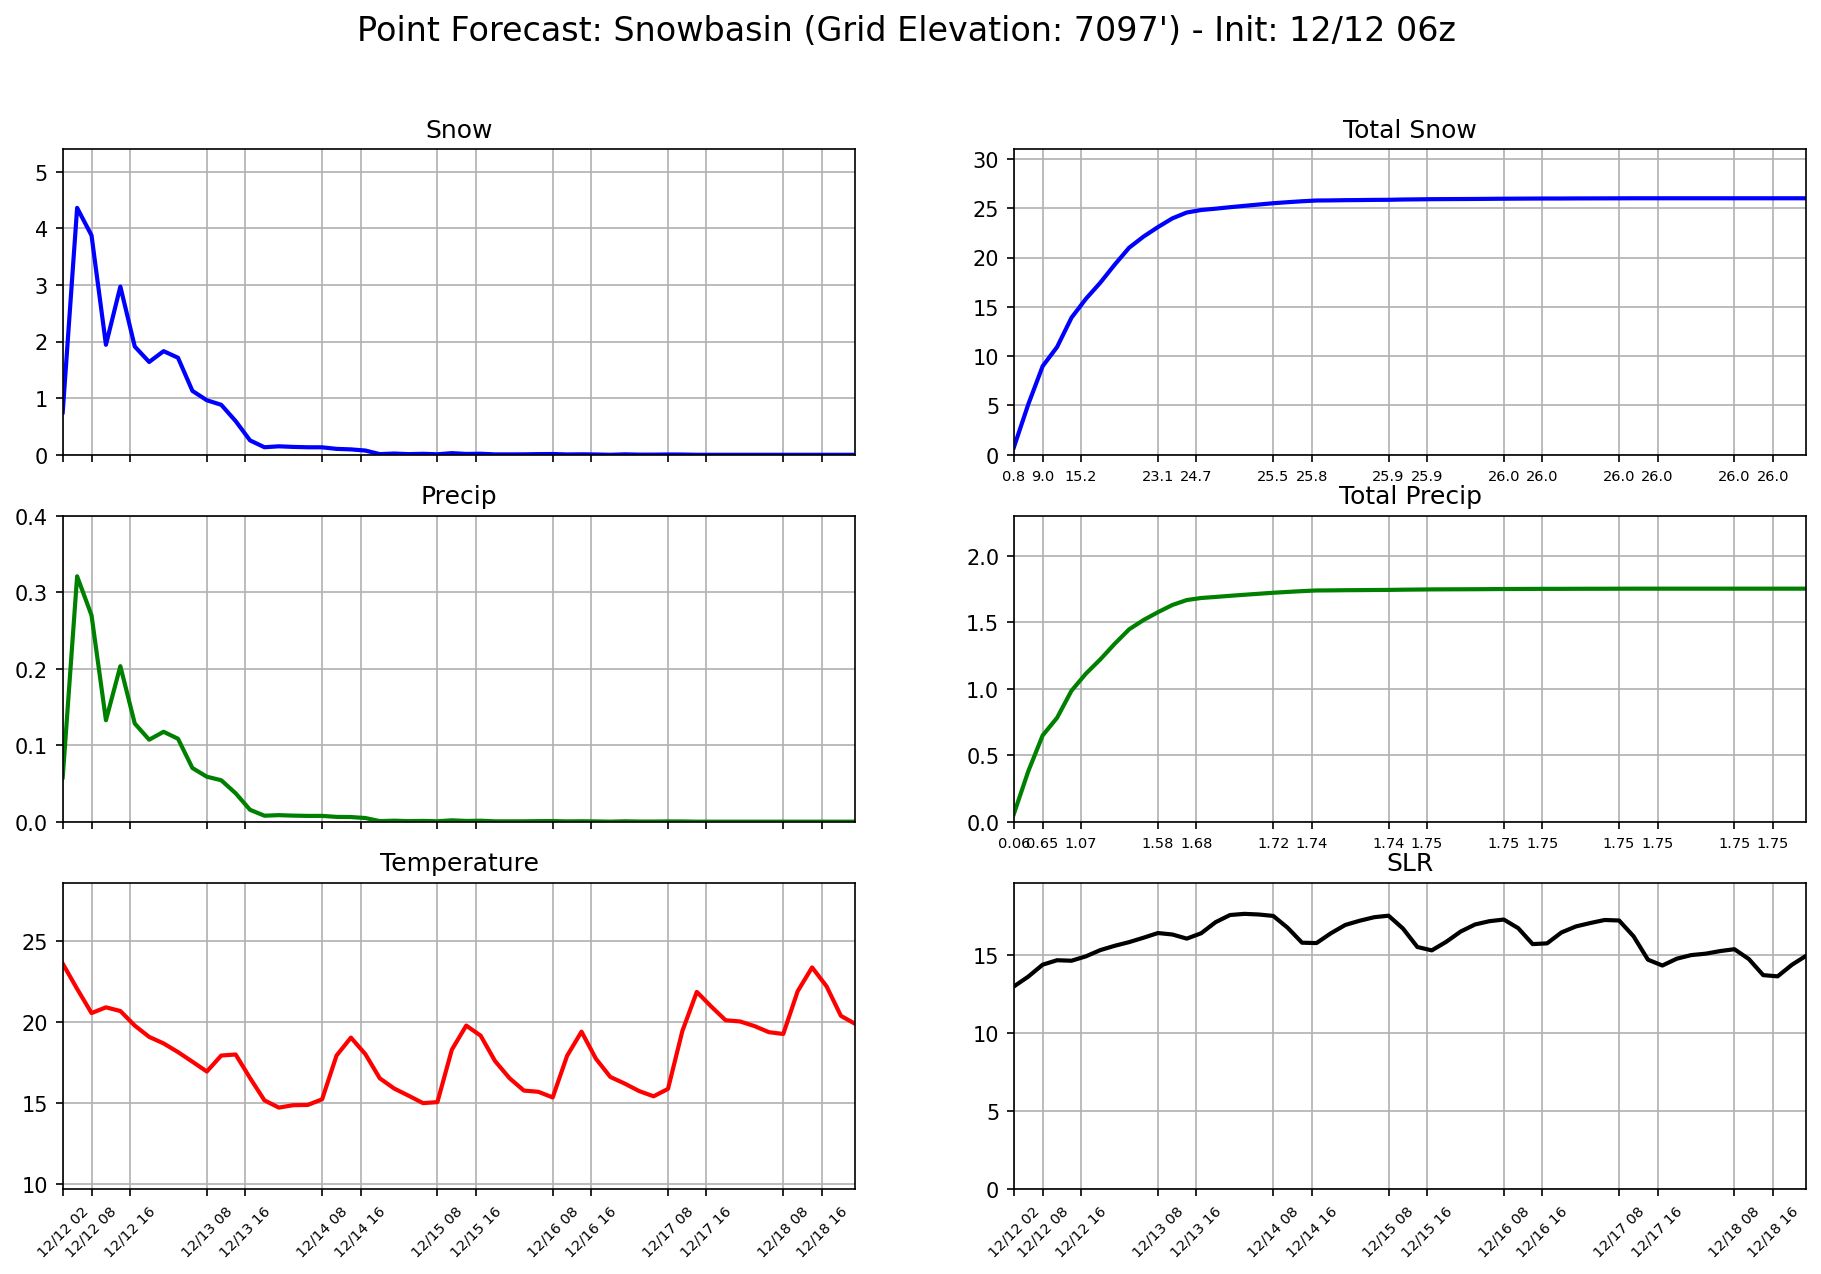 Point Forecast: Snowbasin (Grid Elevation: 7097') - Init: 12/12 06z
Snow
5
4
3
2
1
0
Total Snow
30
25
20
15
10
5
0
0.8 9.0 15.2 23.1 24.7 25.5 25.8 25.9 25.9 26.0 26.0 26.0 26.0 26.0 26.0
Precip
0.4
0.3
0.2
0.1
0.0
Total Precip
2.0
1.5
1.0
0.5
0.0
0.06 0.65 1.07 1.58 1.68 1.72 1.74 1.74 1.75 1.75 1.75 1.75 1.75 1.75 1.75
Temperature
25
20
15
10
12/12 02 12/12 08 12/12 16 12/13 08 12/13 16 12/14 08 12/14 16 12/15 08 12/15 16 12/16 08 12/16 16 12/17 08 12/17 16 12/18 08 12/18 16
SLR
15
10
5
0
12/12 02 12/12 08 12/12 16 12/13 08 12/13 16 12/14 08 12/14 16 12/15 08 12/15 16 12/16 08 12/16 16 12/17 08 12/17 16 12/18 08 12/18 16